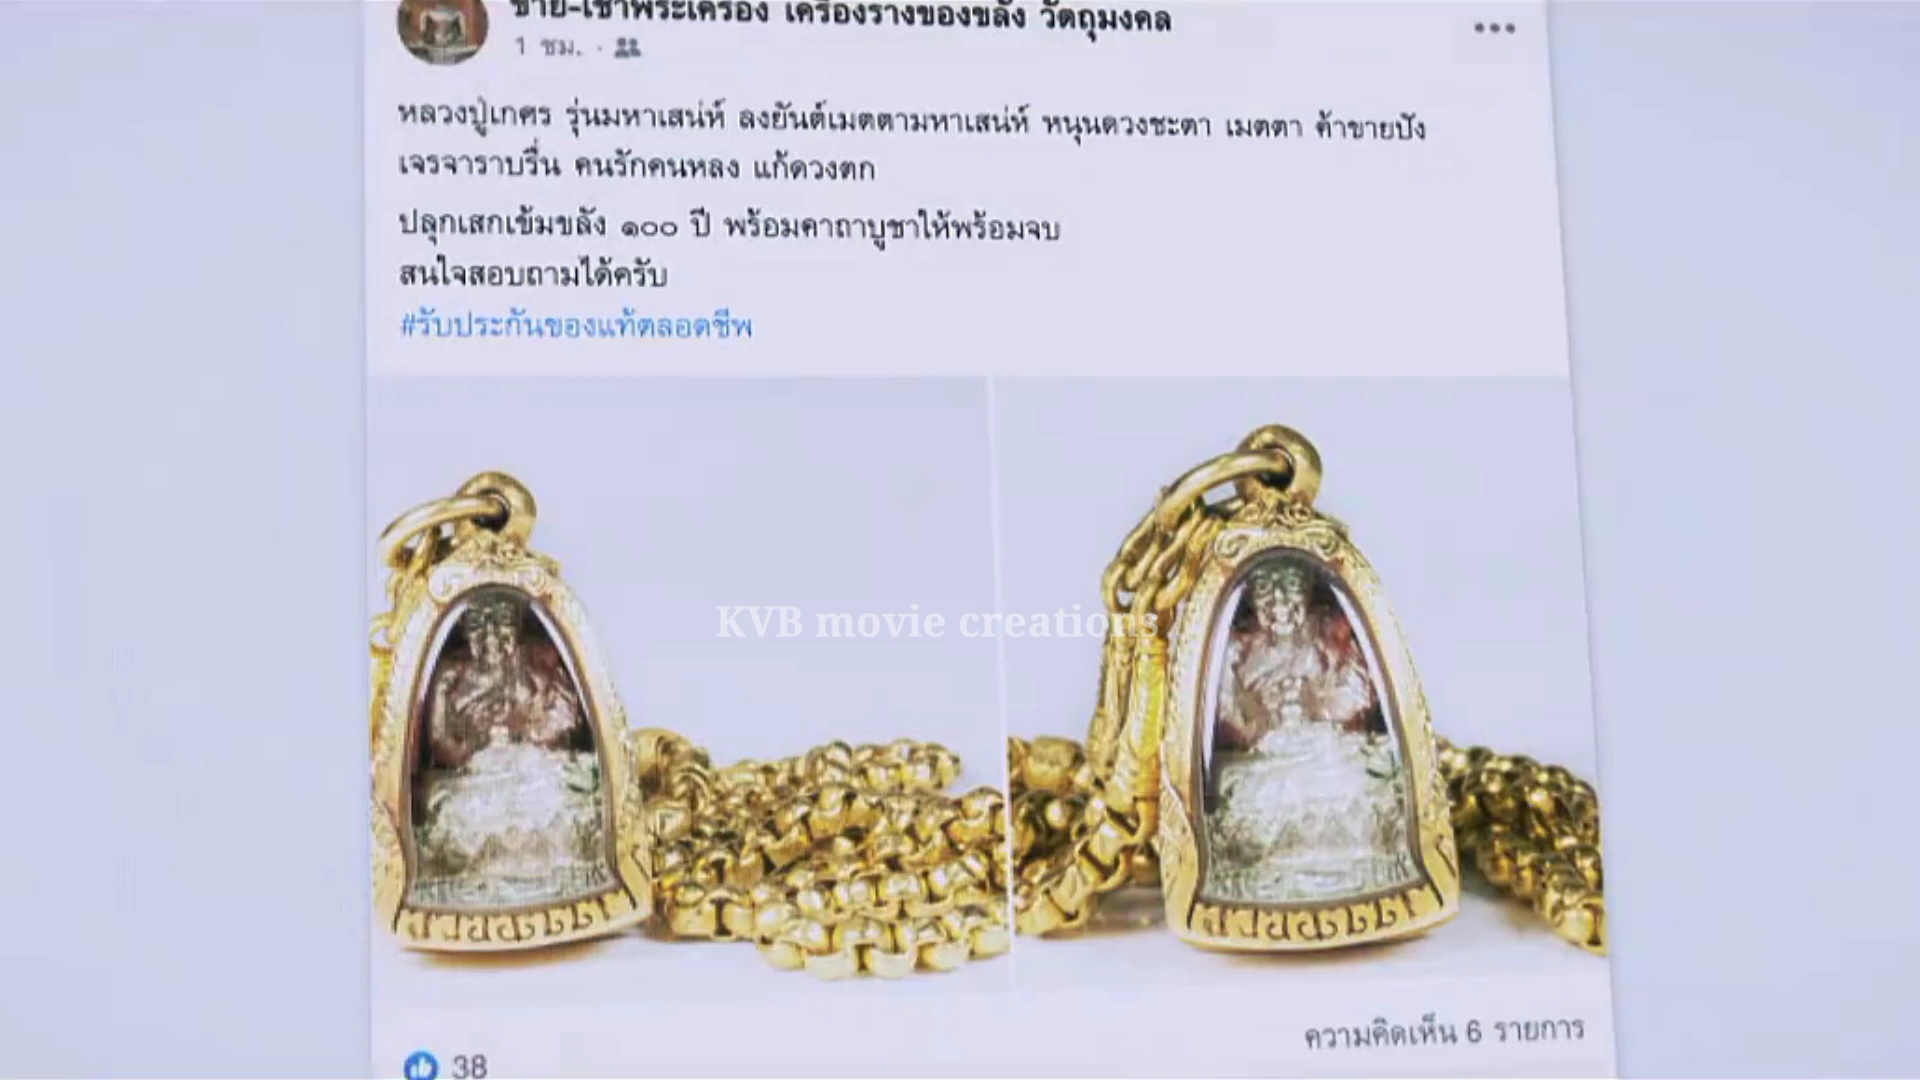 ขาย-เช่าพระเครื่อง เครื่องรางของขลัง วัตถุมงคล
1 ชม.
หลวงปู่เกศร รุ่นมหาเสน่ห์ ลงยันต์เมตตามหาเสน่ห์ หนุนดวงชะตา เมตตา ค้าขายปัง
เจรจาราบรื่น คนรักคนหลง แก้ดวงตก
ปลุกเสกเข้มขลัง ๑๐๐ ปี พร้อมคาถาบูชาให้พร้อมจบ
สนใจสอบถามได้ครับ
#รับประกันของแท้ตลอดชีพ
KVB movie creations
ความคิดเห็น 6 รายการ
38